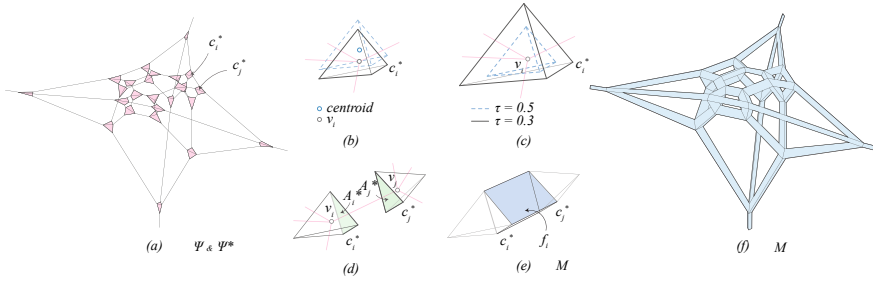 c_i^*
c_j^*
(a) Ψ & Ψ*
c_i^*
centroid
v_i
(b)
v_i
c_i^*
τ = 0.5
τ = 0.3
(c)
v_i
A_i^*
A_j^*
v_j
c_i^*
c_j^*
(d)
c_i^*
f_i
c_j^*
(e) M
(f) M